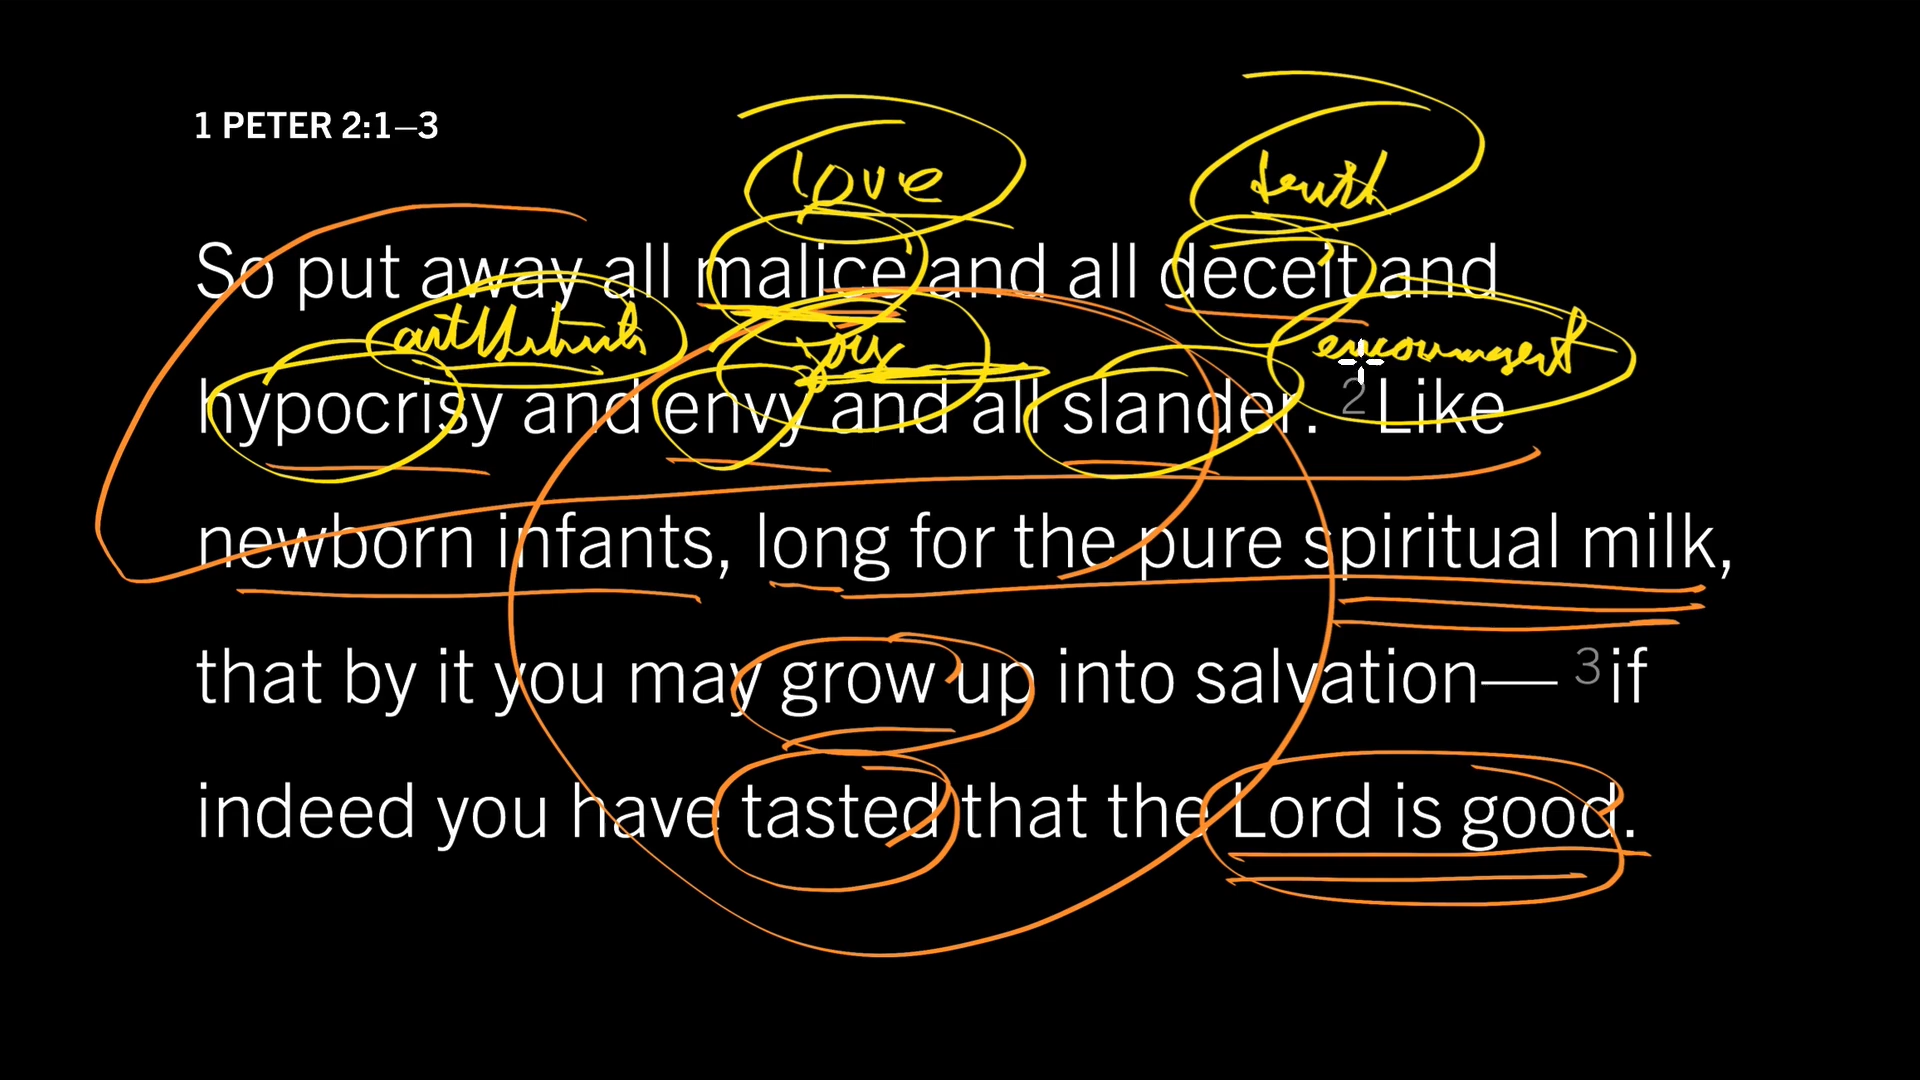 1 PETER 2:1–3
love truth
So put away all malice and all deceit and
joy
hypocrisy and envy and all slander. 2 Like
newborn infants, long for the pure spiritual milk,
that by it you may grow up into salvation— 3 if
indeed you have tasted that the Lord is good.